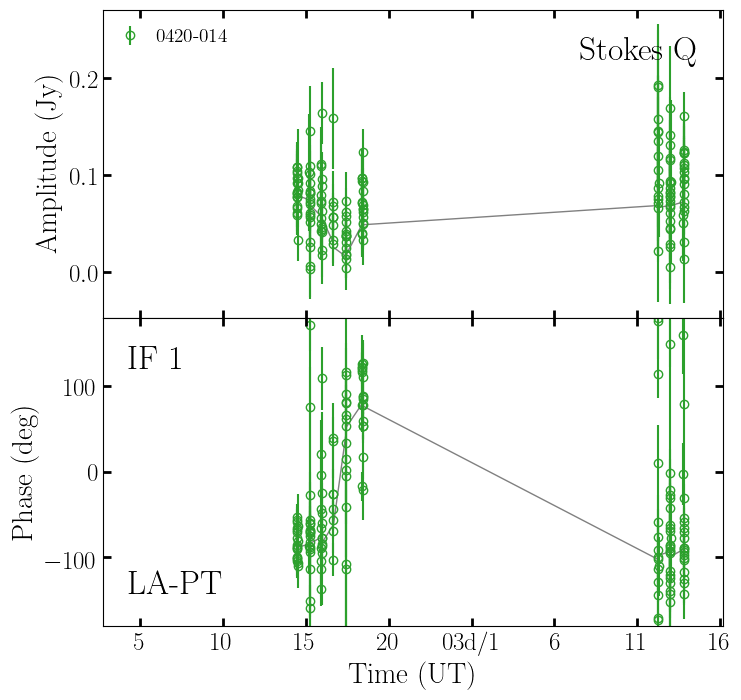 0420-014
Stokes Q
Amplitude (Jy)
0.2
0.1
0.0
IF 1
LA-PT
Phase (deg)
100
0
−100
5 10 15 20 03d/1 6 11 16
Time (UT)